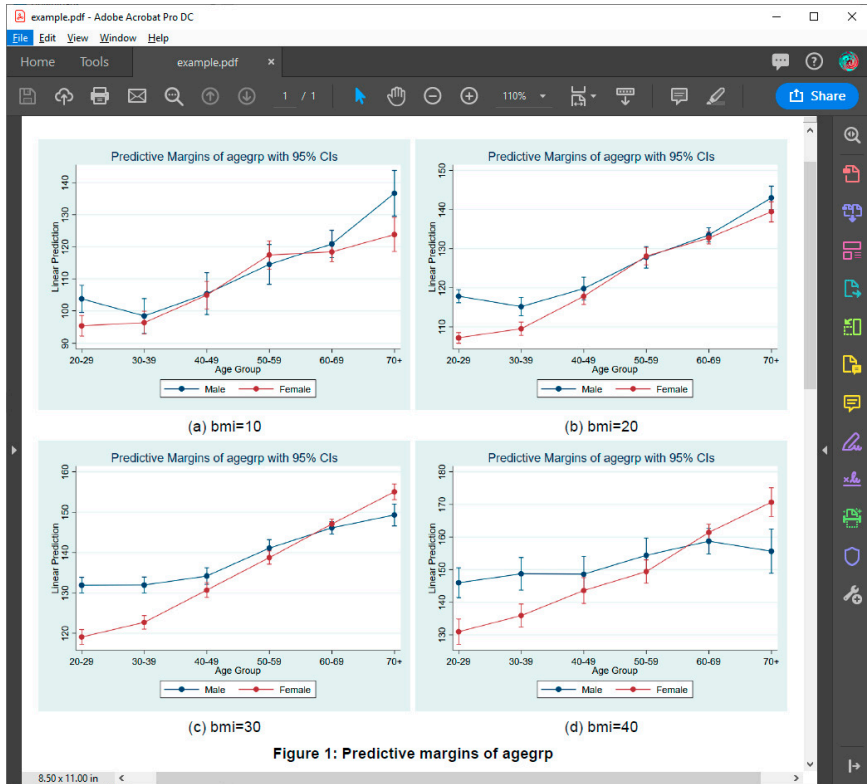 example.pdf - Adobe Acrobat Pro DC
File Edit View Window Help
Home Tools example.pdf ×
1 / 1 110% Share
Predictive Margins of agegrp with 95% CIs
Linear Prediction
140
130
120
110
100
90
20-29 30-39 40-49 50-59 60-69 70+
Age Group
Male Female
(a) bmi=10
Predictive Margins of agegrp with 95% CIs
Linear Prediction
150
140
130
120
110
20-29 30-39 40-49 50-59 60-69 70+
Age Group
Male Female
(b) bmi=20
Predictive Margins of agegrp with 95% CIs
Linear Prediction
160
150
140
130
120
20-29 30-39 40-49 50-59 60-69 70+
Age Group
Male Female
(c) bmi=30
Predictive Margins of agegrp with 95% CIs
Linear Prediction
180
170
160
150
140
130
20-29 30-39 40-49 50-59 60-69 70+
Age Group
Male Female
(d) bmi=40
Figure 1: Predictive margins of agegrp
8.50 x 11.00 in